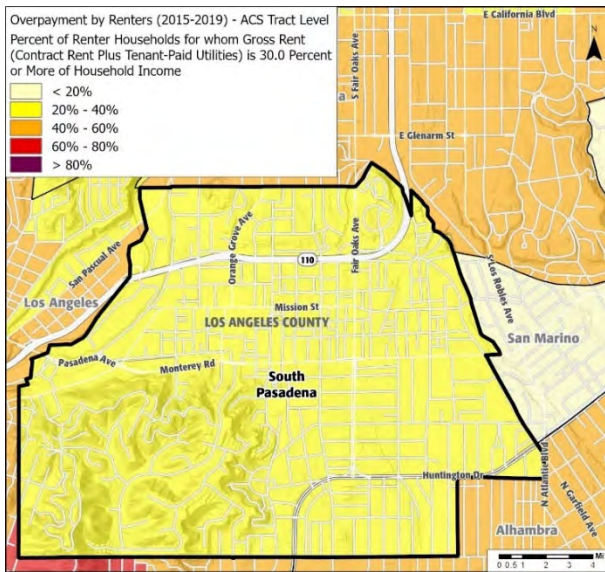 Overpayment by Renters (2015-2019) - ACS Tract Level
Percent of Renter Households for whom Gross Rent
(Contract Rent Plus Tenant-Paid Utilities) is 30.0 Percent
or More of Household Income
< 20%
20% - 40%
40% - 60%
60% - 80%
> 80%
E California Blvd
S Fair Oaks Ave
N
a
E Glenarm St
San Pascual Ave
Orange Grove Ave
Fair Oaks Ave
110
S Los Robles Ave
Los Angeles
Mission St
LOS ANGELES COUNTY
San Marino
Pasadena Ave
Monterey Rd
South
Pasadena
Huntington Dr
N Atlantic Blvd
N Garfield Ave
Alhambra
Mi
0 0.5 1 2 3 4